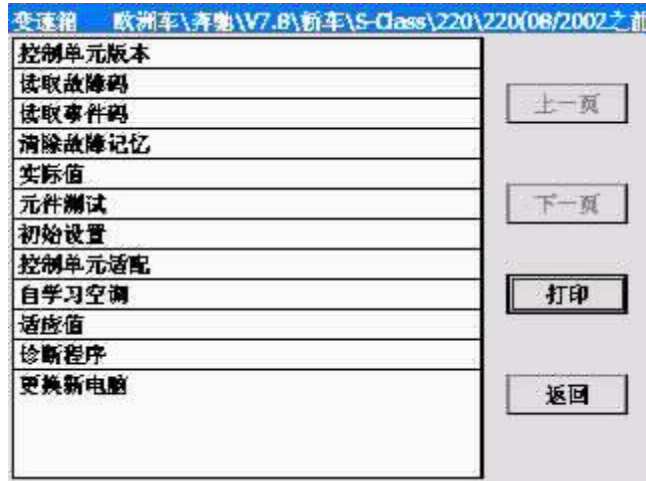 变速箱 欧洲车\奔驰\V7.8\轿车\S-Class\220\220(08/2002之前
控制单元版本
读取故障码
读取事件码
清除故障记忆
实际值
元件测试
初始设置
控制单元适配
自学习空调
适应值
诊断程序
更换新电脑
上一页
下一页
打印
返回